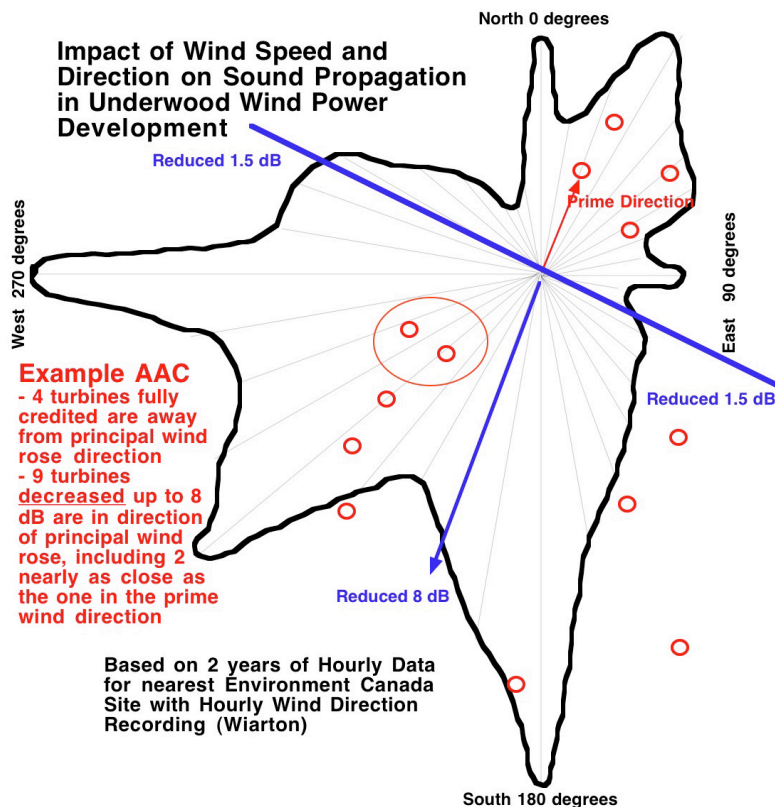 North 0 degrees
Impact of Wind Speed and
Direction on Sound Propagation
in Underwood Wind Power
Development
Reduced 1.5 dB
Prime Direction
West 270 degrees
East 90 degrees
Example AAC
- 4 turbines fully
credited are away
from principal wind
rose direction
- 9 turbines
decreased up to 8
dB are in direction
of principal wind
rose, including 2
nearly as close as
the one in the prime
wind direction
Reduced 1.5 dB
Reduced 8 dB
Based on 2 years of Hourly Data
for nearest Environment Canada
Site with Hourly Wind Direction
Recording (Wiarton)
South 180 degrees